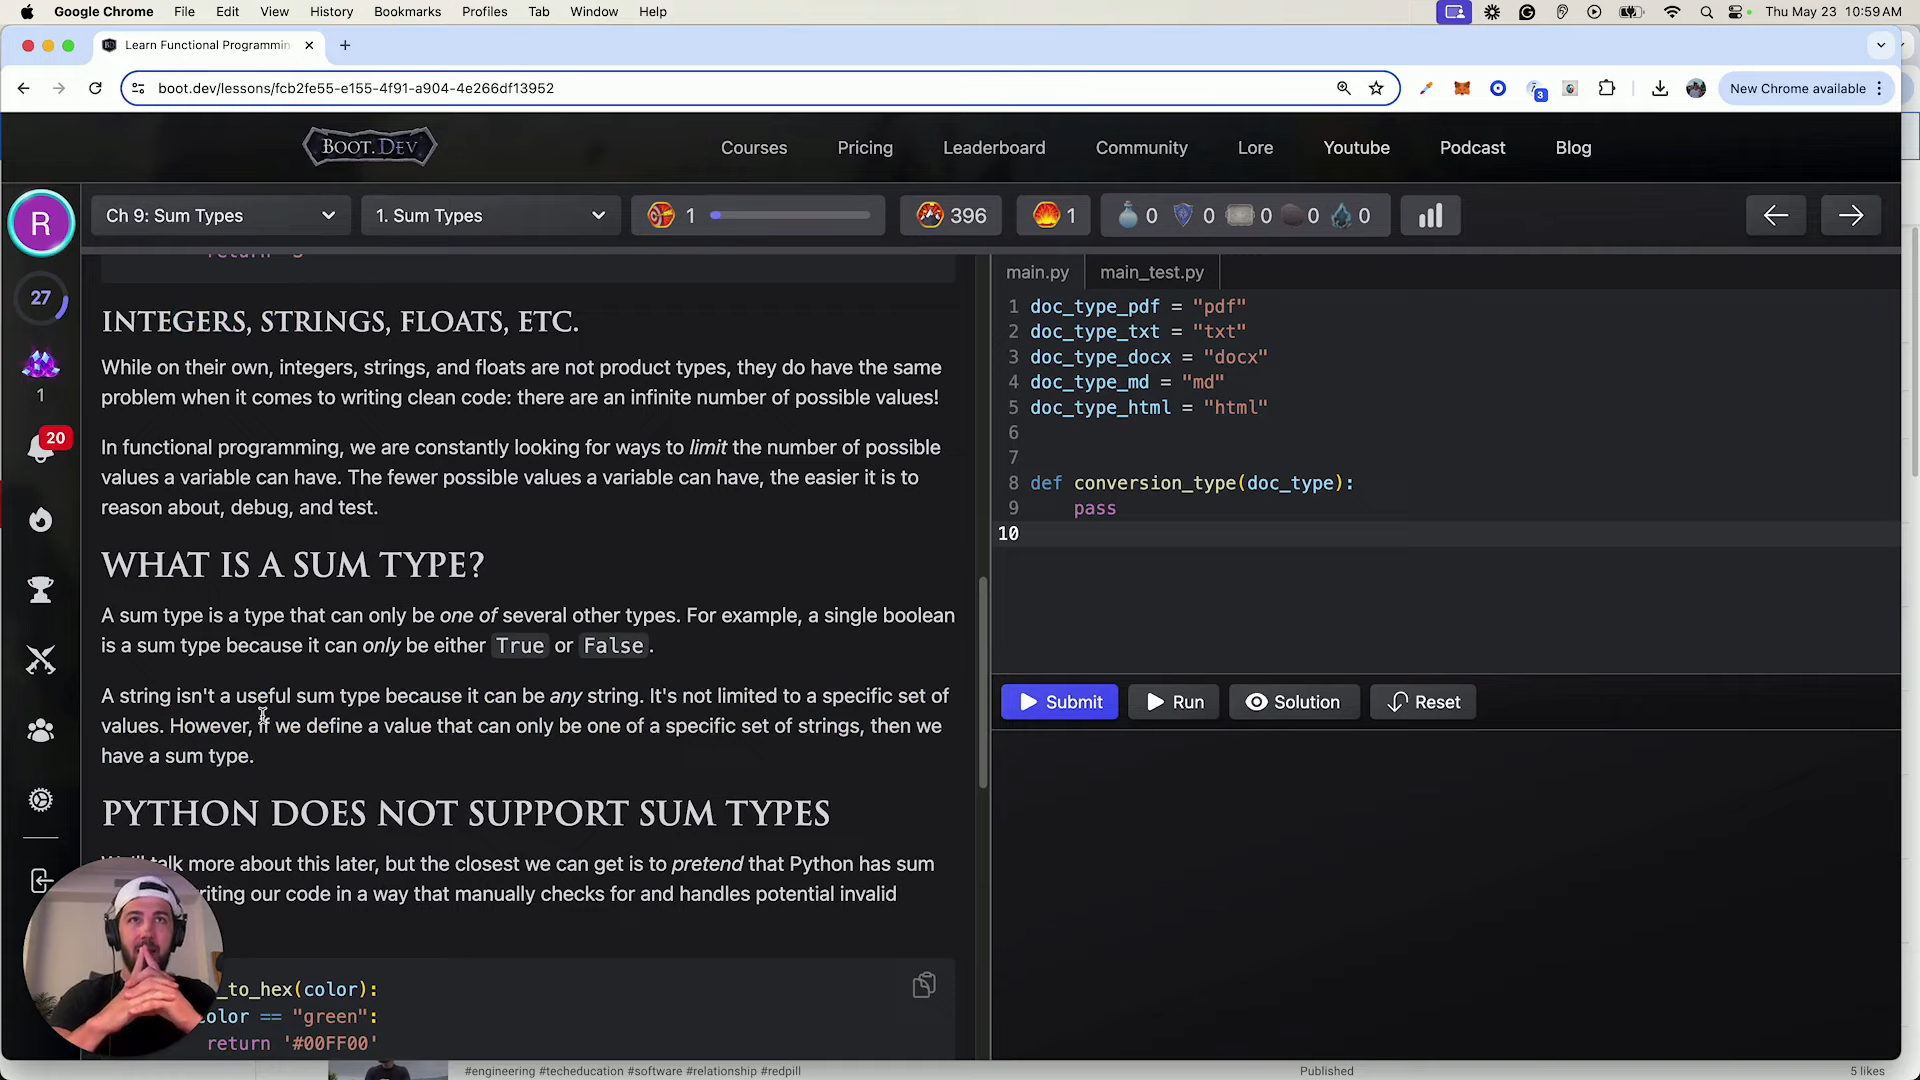 Google Chrome File Edit View History Bookmarks Profiles Tab Window Help Thu May 23 10:59 AM
Learn Functional Programmin
boot.dev/lessons/fcb2fe55-e155-4f91-a904-4e266df13952 3 New Chrome available
BOOT.DEV Courses Pricing Leaderboard Community Lore Youtube Podcast Blog
R Ch 9: Sum Types 1. Sum Types 1 396 1 0 0 0 0 0
27
1
20
INTEGERS, STRINGS, FLOATS, ETC.
While on their own, integers, strings, and floats are not product types, they do have the same
problem when it comes to writing clean code: there are an infinite number of possible values!
In functional programming, we are constantly looking for ways to limit the number of possible
values a variable can have. The fewer possible values a variable can have, the easier it is to
reason about, debug, and test.
WHAT IS A SUM TYPE?
A sum type is a type that can only be one of several other types. For example, a single boolean
is a sum type because it can only be either True or False.
A string isn't a useful sum type because it can be any string. It's not limited to a specific set of
values. However, if we define a value that can only be one of a specific set of strings, then we
have a sum type.
PYTHON DOES NOT SUPPORT SUM TYPES
talk more about this later, but the closest we can get is to pretend that Python has sum
riting our code in a way that manually checks for and handles potential invalid
_to_hex(color):
color == "green":
return '#00FF00'
main.py main_test.py
1 doc_type_pdf = "pdf"
2 doc_type_txt = "txt"
3 doc_type_docx = "docx"
4 doc_type_md = "md"
5 doc_type_html = "html"
6
7
8 def conversion_type(doc_type):
9 pass
10
Submit Run Solution Reset
#engineering #techeducation #software #relationship #redpill Published 5 likes